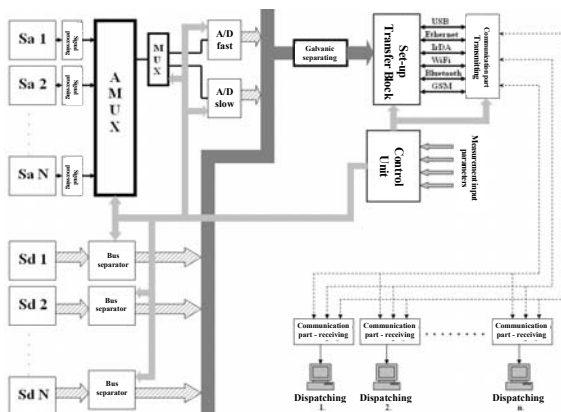 Sa 1
Signal
processing
Sa 2
Signal
processing
Sa N
Signal
processing
AMUX
MUX
A/D
fast
A/D
slow
Galvanic
separating
Set-up
Transfer Block
USB
Ethernet
IrDA
WiFi
Bluetooth
GSM
Communication part
Transmitting
Control
Unit
Measurement input
parameters
Sd 1
Bus
separator
Sd 2
Bus
separator
Sd N
Bus
separator
Communication
part - receiving
Communication
part - receiving
Communication
part - receiving
Dispatching
1.
Dispatching
2.
Dispatching
n.